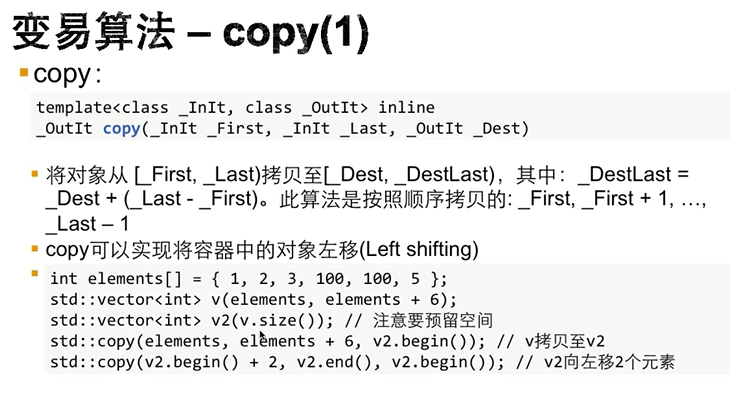 变易算法 – copy(1)
copy：
template<class _InIt, class _OutIt> inline
_OutIt copy(_InIt _First, _InIt _Last, _OutIt _Dest)
将对象从 [_First, _Last)拷贝至[_Dest, _DestLast)，其中：_DestLast =
_Dest + (_Last - _First)。此算法是按照顺序拷贝的: _First, _First + 1, …,
_Last – 1
copy可以实现将容器中的对象左移(Left shifting)
int elements[] = { 1, 2, 3, 100, 100, 5 };
std::vector<int> v(elements, elements + 6);
std::vector<int> v2(v.size()); // 注意要预留空间
std::copy(elements, elements + 6, v2.begin()); // v拷贝至v2
std::copy(v2.begin() + 2, v2.end(), v2.begin()); // v2向左移2个元素